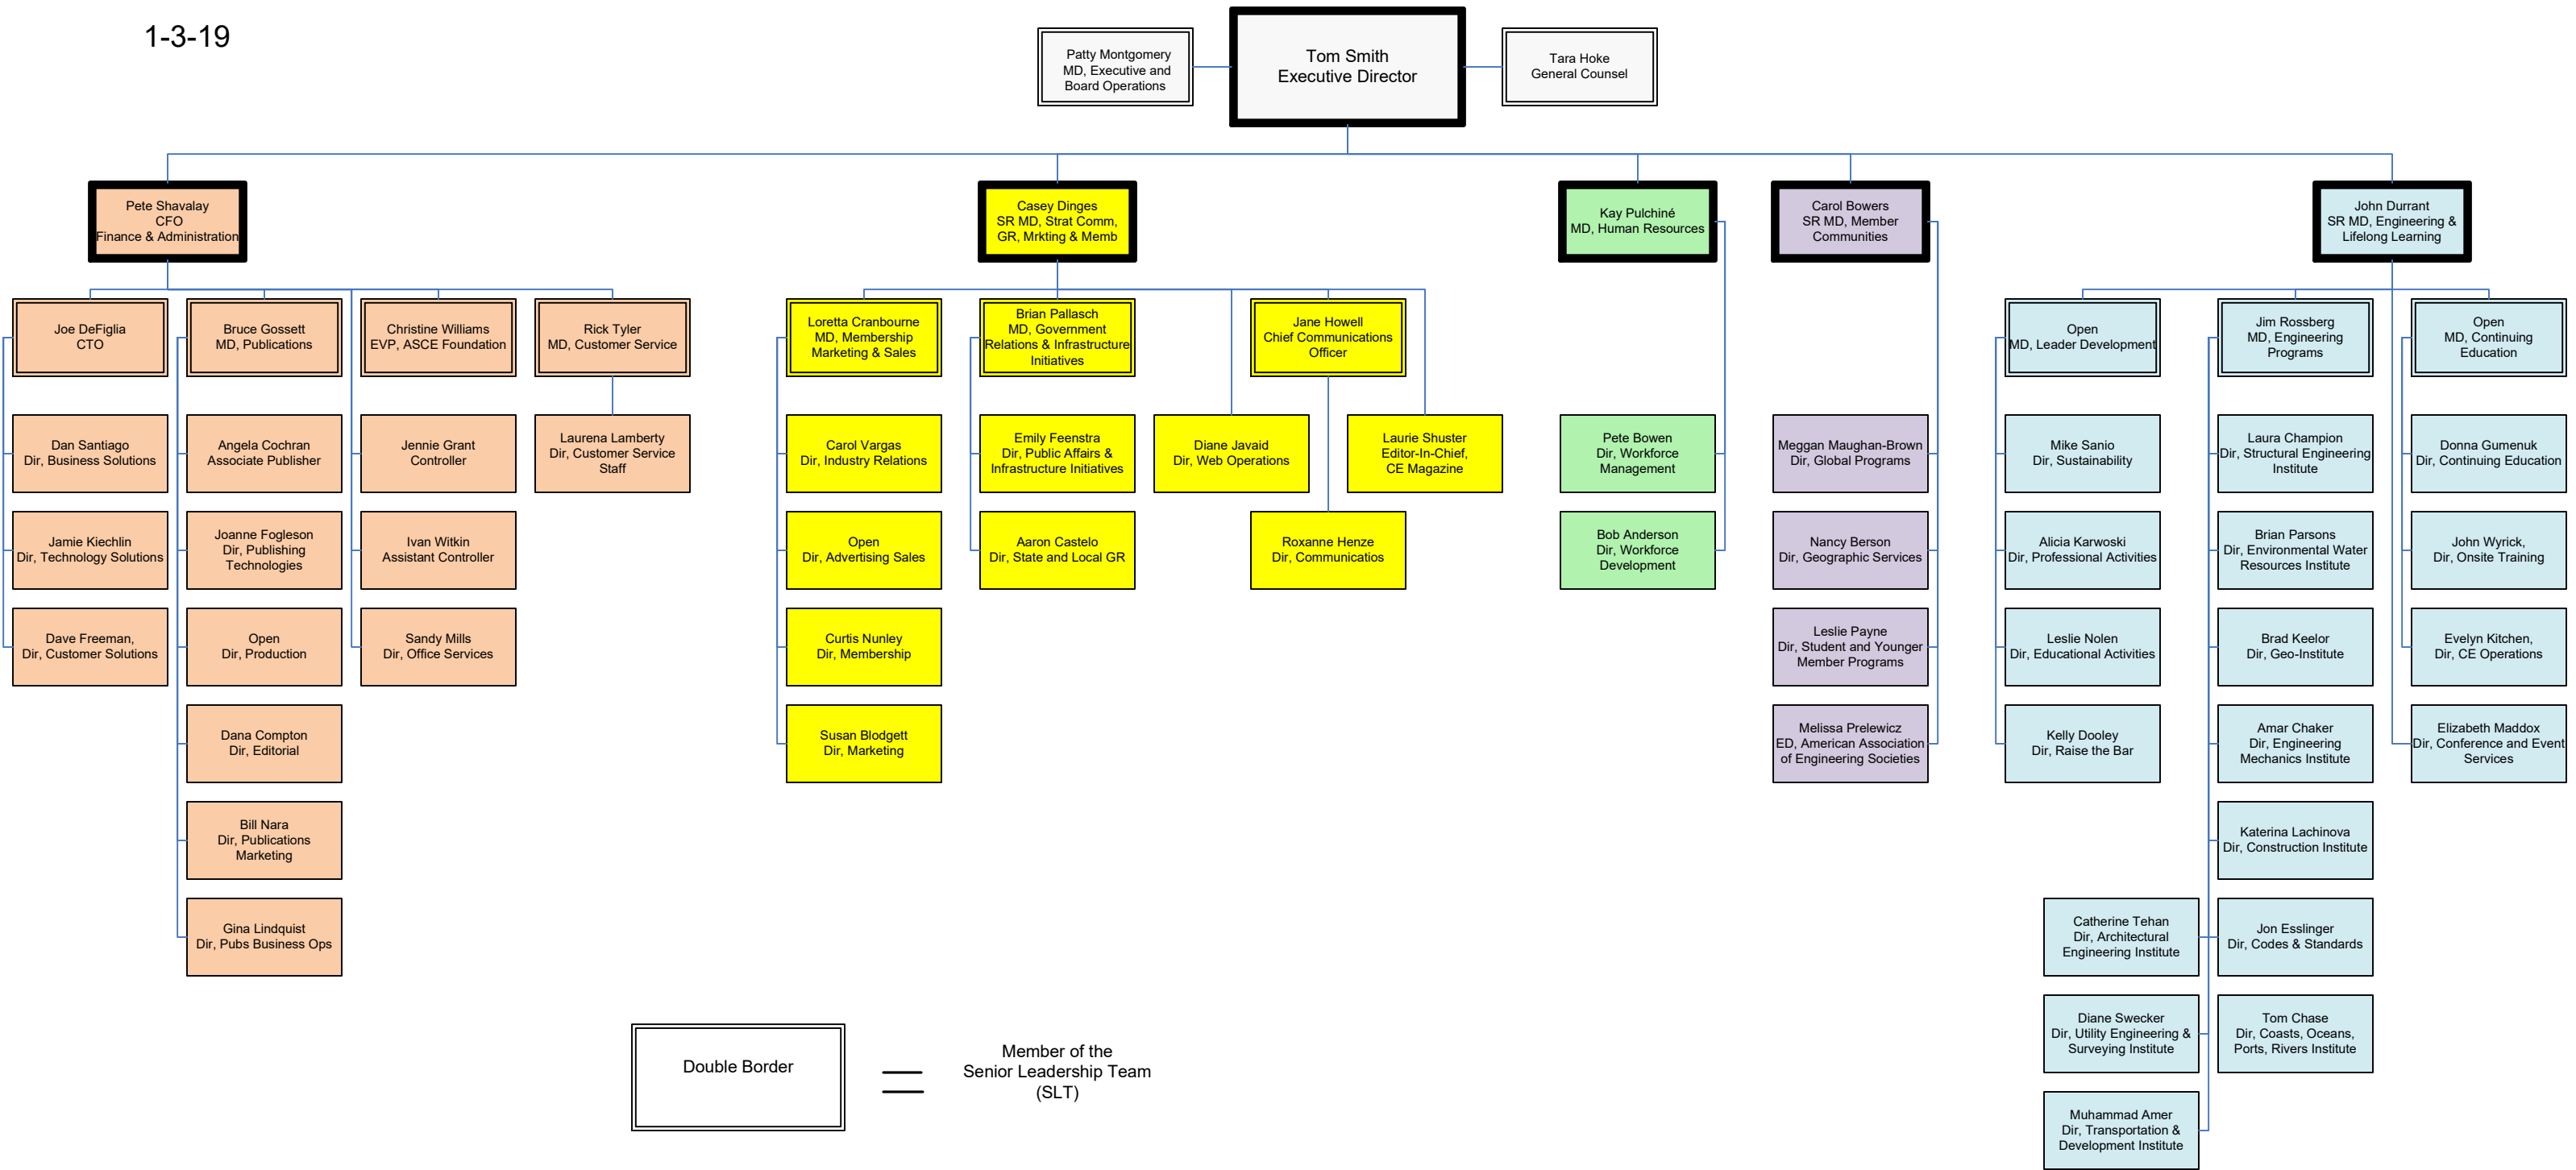 1-3-19
Patty Montgomery
MD, Executive and
Board Operations
Tom Smith
Executive Director
Tara Hoke
General Counsel
Pete Shavalay
CFO
Finance & Administration
Casey Dinges
SR MD, Strat Comm,
GR, Mrkting & Memb
Kay Pulchiné
MD, Human Resources
Carol Bowers
SR MD, Member
Communities
John Durrant
SR MD, Engineering &
Lifelong Learning
Joe DeFiglia
CTO
Bruce Gossett
MD, Publications
Christine Williams
EVP, ASCE Foundation
Rick Tyler
MD, Customer Service
Loretta Cranbourne
MD, Membership
Marketing & Sales
Brian Pallasch
MD, Government
Relations & Infrastructure
Initiatives
Jane Howell
Chief Communications
Officer
Open
MD, Leader Development
Jim Rossberg
MD, Engineering
Programs
Open
MD, Continuing
Education
Dan Santiago
Dir, Business Solutions
Angela Cochran
Associate Publisher
Jennie Grant
Controller
Laurena Lamberty
Dir, Customer Service
Staff
Carol Vargas
Dir, Industry Relations
Emily Feenstra
Dir, Public Affairs &
Infrastructure Initiatives
Diane Javaid
Dir, Web Operations
Laurie Shuster
Editor-In-Chief,
CE Magazine
Pete Bowen
Dir, Workforce
Management
Meggan Maughan-Brown
Dir, Global Programs
Mike Sanio
Dir, Sustainability
Laura Champion
Dir, Structural Engineering
Institute
Donna Gumenuk
Dir, Continuing Education
Jamie Kiechlin
Dir, Technology Solutions
Joanne Fogleson
Dir, Publishing
Technologies
Ivan Witkin
Assistant Controller
Open
Dir, Advertising Sales
Aaron Castelo
Dir, State and Local GR
Roxanne Henze
Dir, Communicatios
Bob Anderson
Dir, Workforce
Development
Nancy Berson
Dir, Geographic Services
Alicia Karwoski
Dir, Professional Activities
Brian Parsons
Dir, Environmental Water
Resources Institute
John Wyrick,
Dir, Onsite Training
Dave Freeman,
Dir, Customer Solutions
Open
Dir, Production
Sandy Mills
Dir, Office Services
Curtis Nunley
Dir, Membership
Leslie Payne
Dir, Student and Younger
Member Programs
Leslie Nolen
Dir, Educational Activities
Brad Keelor
Dir, Geo-Institute
Evelyn Kitchen,
Dir, CE Operations
Dana Compton
Dir, Editorial
Susan Blodgett
Dir, Marketing
Melissa Prelewicz
ED, American Association
of Engineering Societies
Kelly Dooley
Dir, Raise the Bar
Amar Chaker
Dir, Engineering
Mechanics Institute
Elizabeth Maddox
Dir, Conference and Event
Services
Bill Nara
Dir, Publications
Marketing
Katerina Lachinova
Dir, Construction Institute
Gina Lindquist
Dir, Pubs Business Ops
Catherine Tehan
Dir, Architectural
Engineering Institute
Jon Esslinger
Dir, Codes & Standards
Diane Swecker
Dir, Utility Engineering &
Surveying Institute
Tom Chase
Dir, Coasts, Oceans,
Ports, Rivers Institute
Double Border
Member of the
Senior Leadership Team
(SLT)
Muhammad Amer
Dir, Transportation &
Development Institute